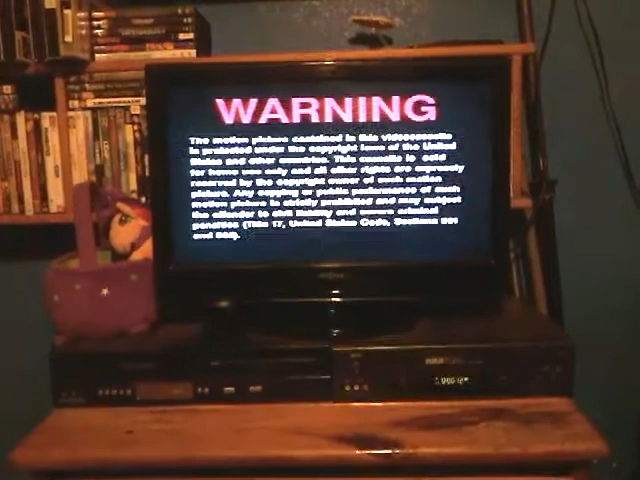 WARNING
The motion picture contained in this videocassette
is protected under the copyright laws of the United
States and other countries. This cassette is sold
for home use only and all other rights are expressly
reserved by the copyright owner of such motion
picture. Any copying or public performance of such
motion picture is strictly prohibited and may subject
the offender to civil liability and severe criminal
penalties (Title 17, United States Code, Sections 501
and 506).
RCA